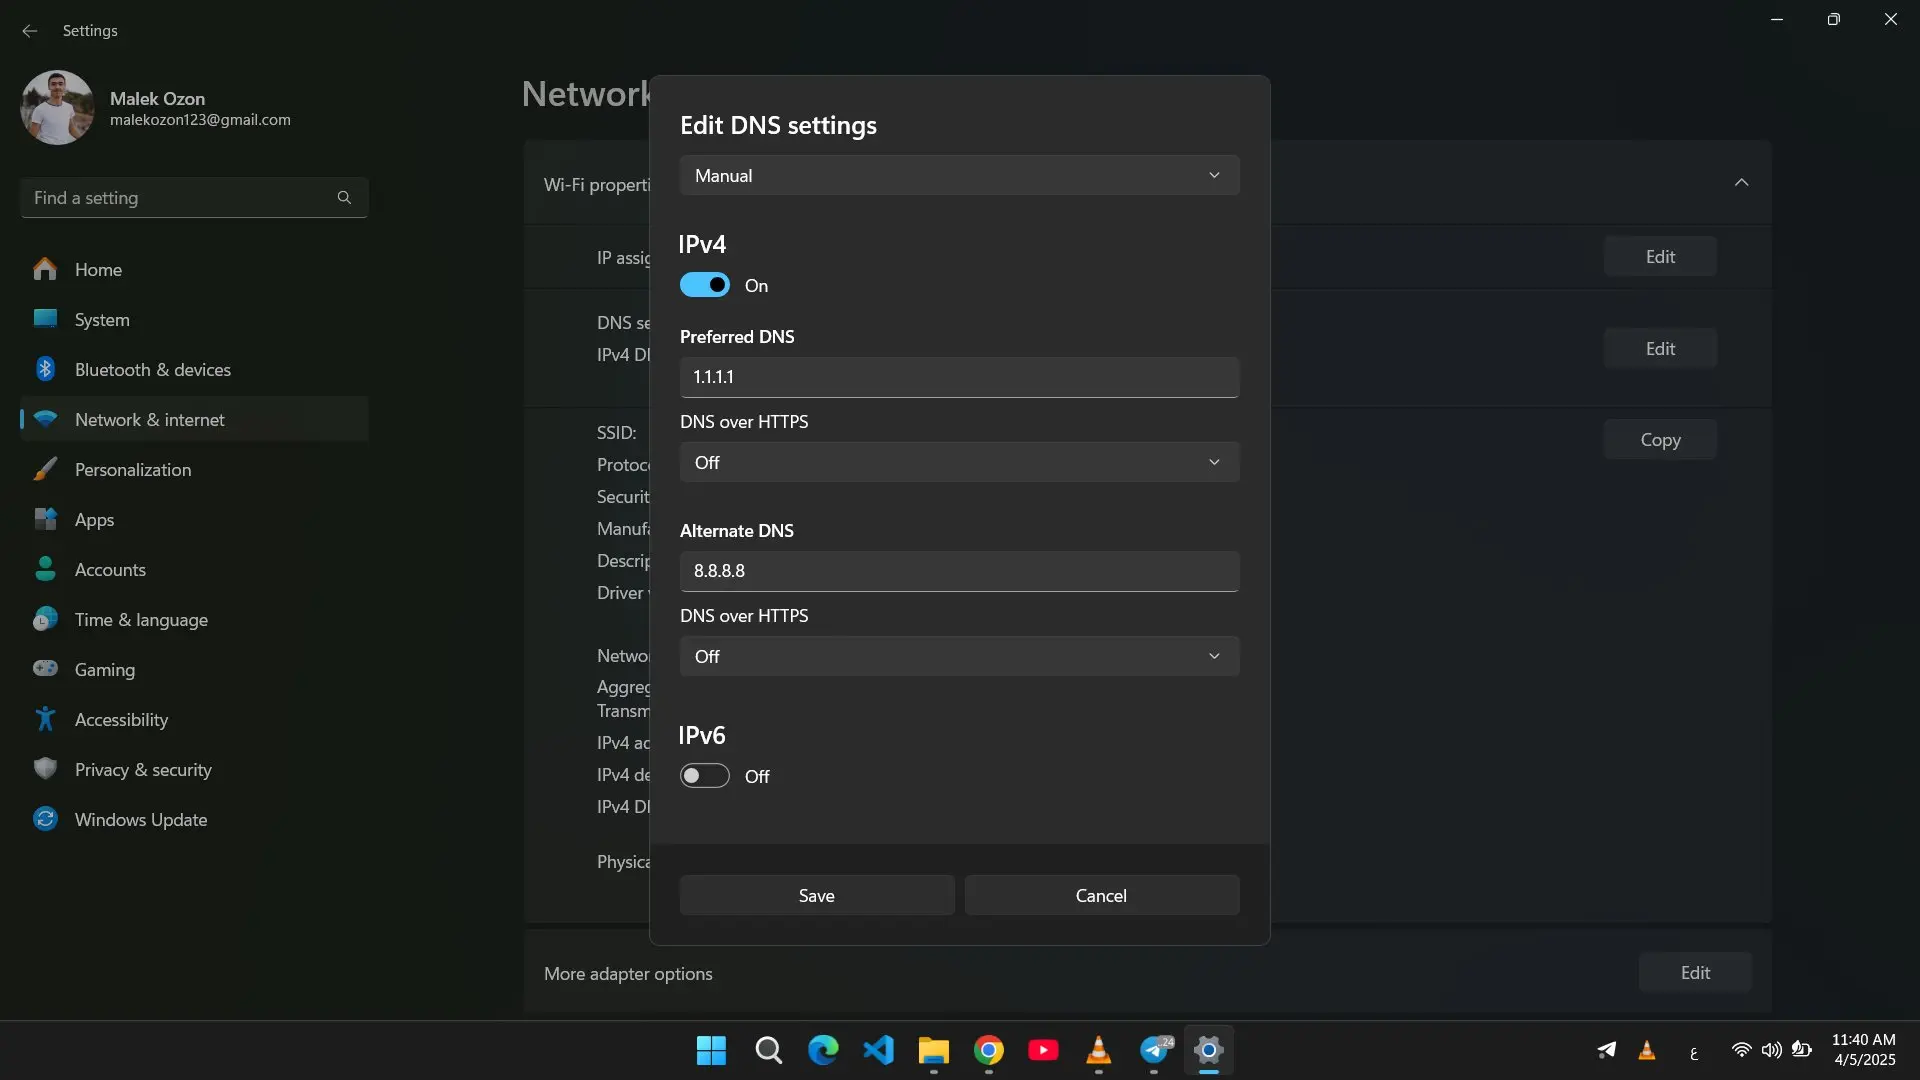 Settings
Malek Ozon
malekozon123@gmail.com
Find a setting
Home
System
Bluetooth & devices
Network & internet
Personalization
Apps
Accounts
Time & language
Gaming
Accessibility
Privacy & security
Windows Update
Network
Wi-Fi properti
IP assig
Edit
DNS se
IPv4 D
Edit
SSID:
Copy
Protoco
Securit
Manufa
Descrip
Driver
Netwo
Aggreg
Transm
IPv4 ad
IPv4 de
IPv4 D
Physica
More adapter options
Edit
Edit DNS settings
Manual
IPv4
On
Preferred DNS
1.1.1.1
DNS over HTTPS
Off
Alternate DNS
8.8.8.8
DNS over HTTPS
Off
IPv6
Off
Save
Cancel
24
ع
11:40 AM
4/5/2025